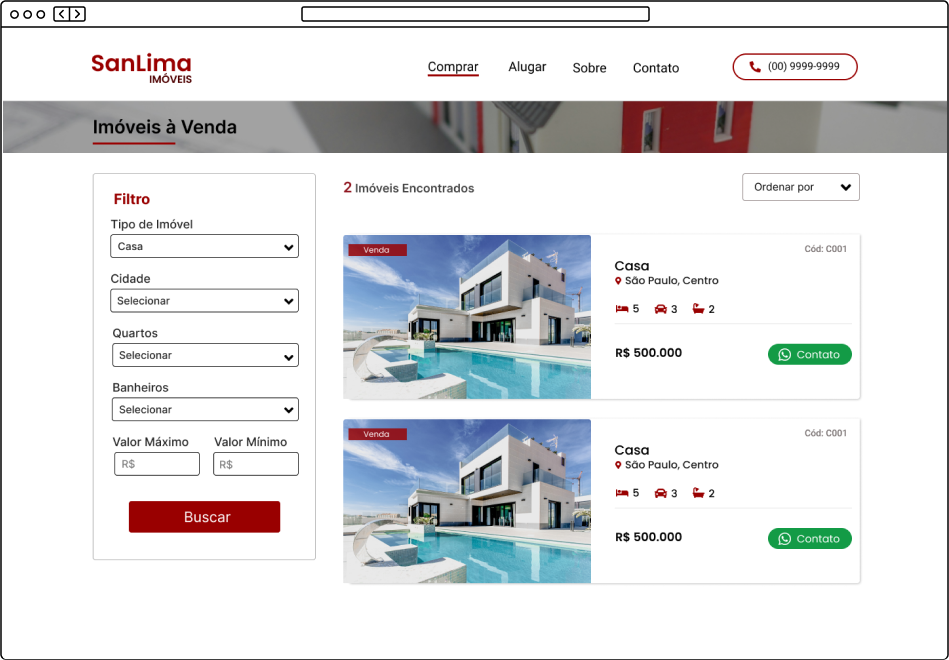 SanLima
IMÓVEIS
Comprar
Alugar
Sobre
Contato
(00) 9999-9999
Imóveis à Venda
Filtro
Tipo de Imóvel
Casa
Cidade
Selecionar
Quartos
Selecionar
Banheiros
Selecionar
Valor Máximo
Valor Mínimo
R$
R$
Buscar
2 Imóveis Encontrados
Ordenar por
Venda
Cód: C001
Casa
São Paulo, Centro
5
3
2
R$ 500.000
Contato
Venda
Cód: C001
Casa
São Paulo, Centro
5
3
2
R$ 500.000
Contato